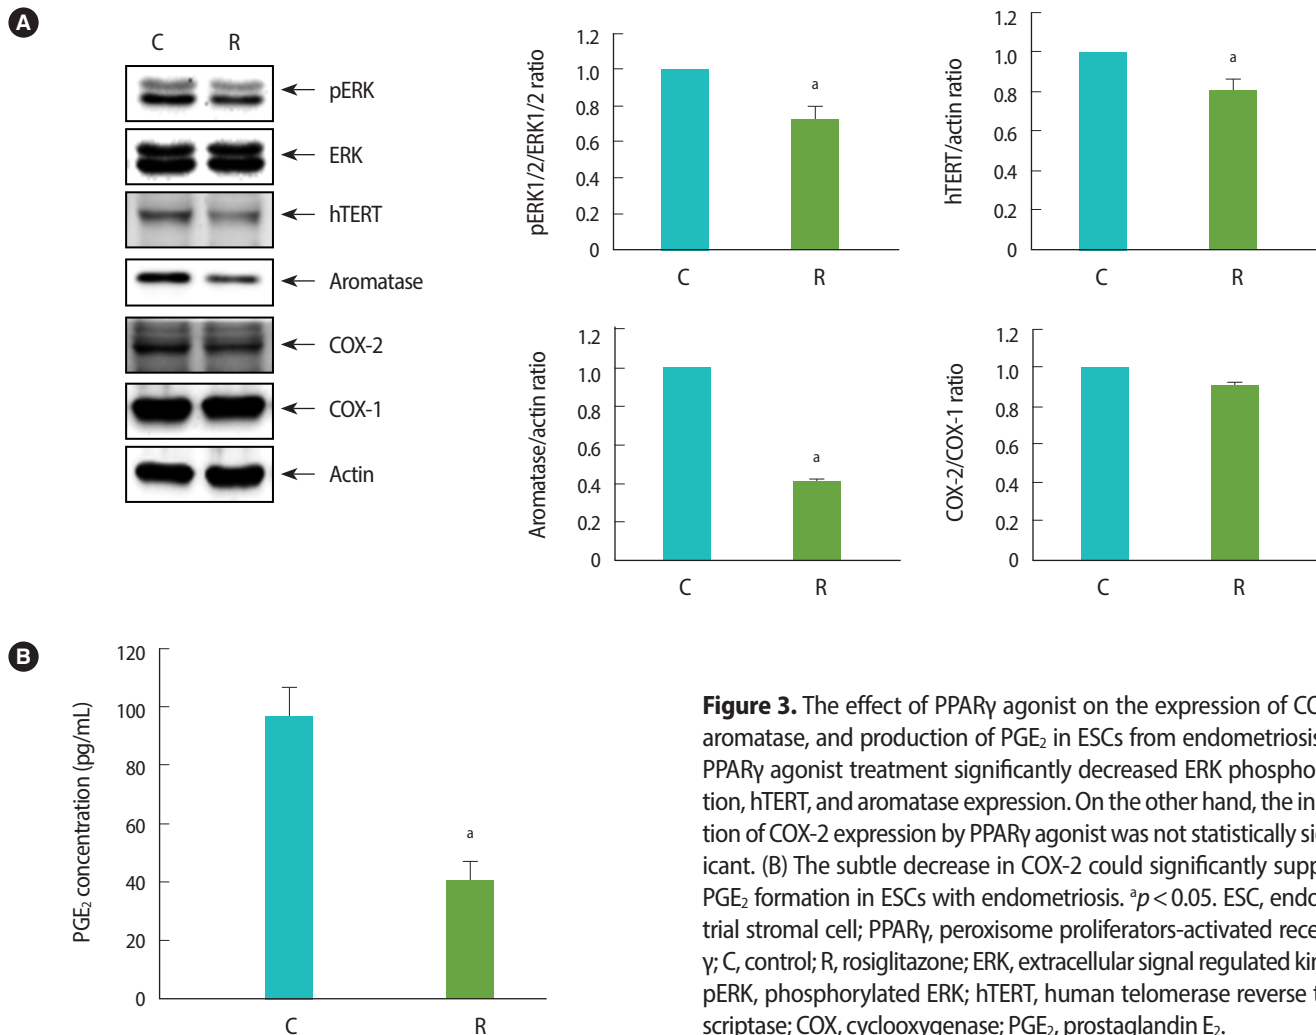 A
C R
pERK
ERK
hTERT
Aromatase
COX-2
COX-1
Actin
pERK1/2/ERK1/2 ratio
1.2
1.0
0.8
0.6
0.4
0.2
0
a
C R
hTERT/actin ratio
1.2
1.0
0.8
0.6
0.4
0.2
0
a
C R
Aromatase/actin ratio
1.2
1.0
0.8
0.6
0.4
0.2
0
a
C R
COX-2/COX-1 ratio
1.2
1.0
0.8
0.6
0.4
0.2
0
C R
B
PGE₂ concentration (pg/mL)
120
100
80
60
40
20
0
a
C R
Figure 3. The effect of PPARγ agonist on the expression of CO
aromatase, and production of PGE₂ in ESCs from endometriosis
PPARγ agonist treatment significantly decreased ERK phospho
tion, hTERT, and aromatase expression. On the other hand, the in
tion of COX-2 expression by PPARγ agonist was not statistically sig
icant. (B) The subtle decrease in COX-2 could significantly supp
PGE₂ formation in ESCs with endometriosis. ᵃp < 0.05. ESC, endo
trial stromal cell; PPARγ, peroxisome proliferators-activated rece
γ; C, control; R, rosiglitazone; ERK, extracellular signal regulated kin
pERK, phosphorylated ERK; hTERT, human telomerase reverse t
scriptase; COX, cyclooxygenase; PGE₂, prostaglandin E₂.